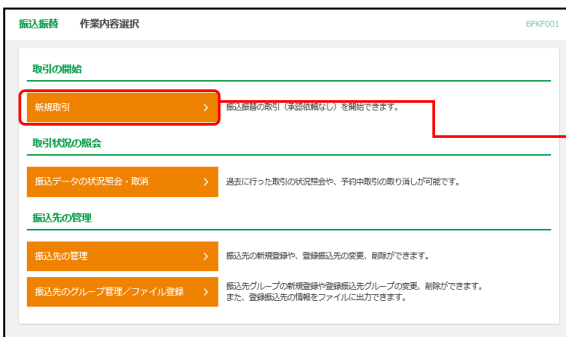 振込振替 作業内容選択 BFKF001
取引の開始
新規取引 > 振込振替の取引（承認依頼なし）を開始できます。
取引状況の照会
振込データの状況照会・取消 > 過去に行った取引の状況照会や、予約中取引の取り消しが可能です。
振込先の管理
振込先の管理 > 振込先の新規登録や、登録振込先の変更、削除ができます。
振込先のグループ管理／ファイル登録 > 振込先グループの新規登録や登録振込先グループの変更、削除ができます。
また、登録振込先の情報をファイルに出力できます。